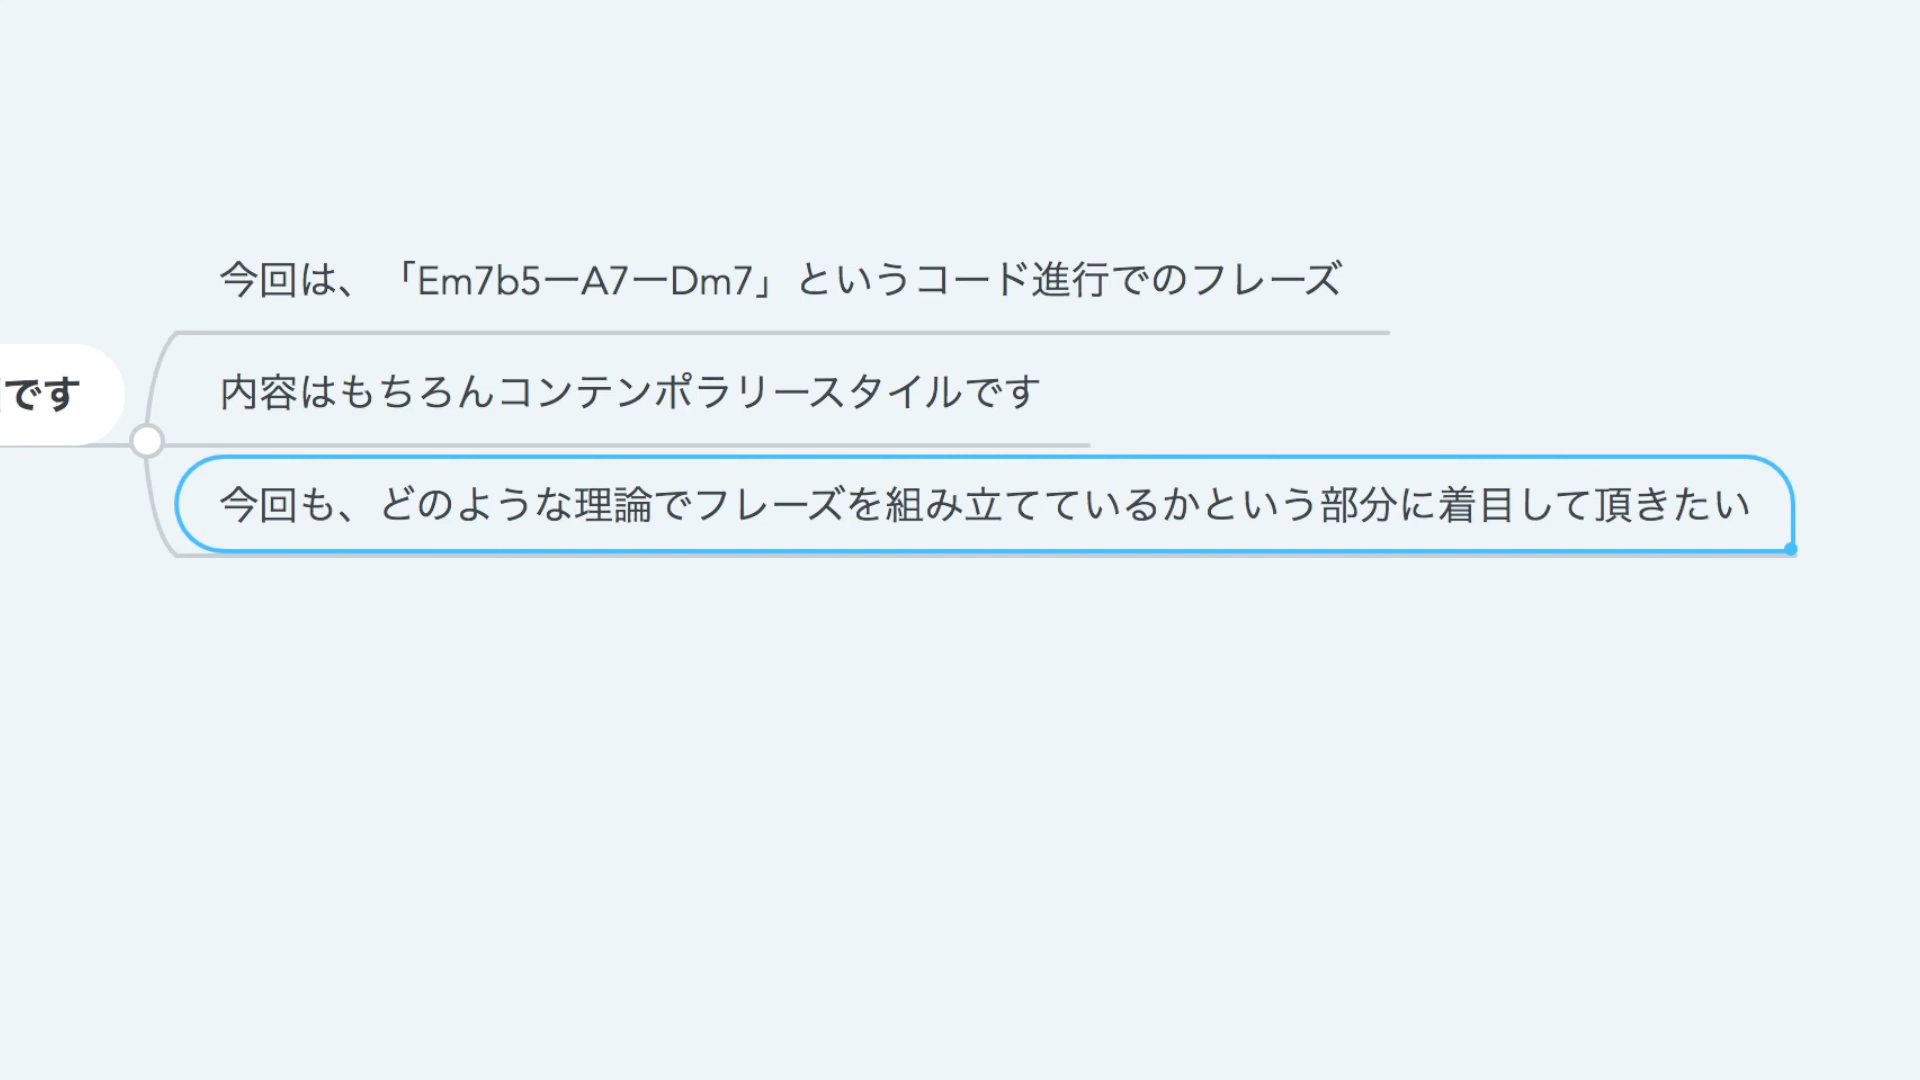 今回は、「Em7b5ーA7ーDm7」というコード進行でのフレーズ
です
内容はもちろんコンテンポラリースタイルです
今回も、どのような理論でフレーズを組み立てているかという部分に着目して頂きたい